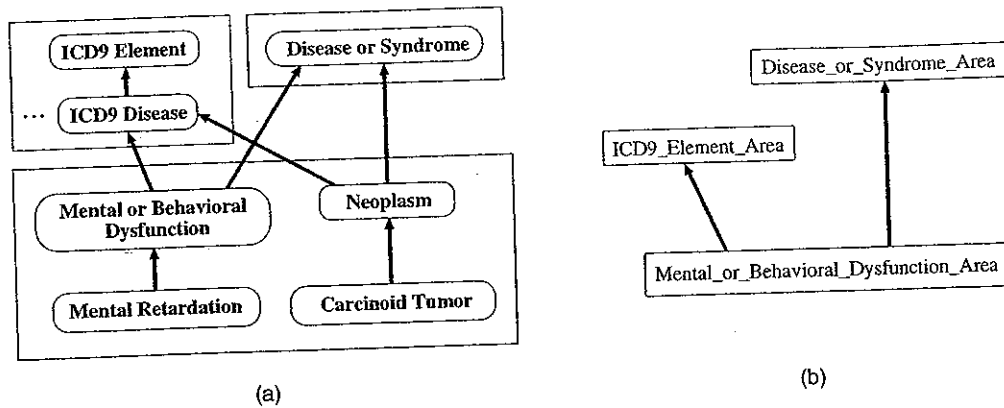 ICD9 Element
Disease or Syndrome
... ICD9 Disease
Mental or Behavioral
Dysfunction
Neoplasm
Mental Retardation
Carcinoid Tumor
(a)
Disease_or_Syndrome_Area
ICD9_Element_Area
Mental_or_Behavioral_Dysfunction_Area
(b)